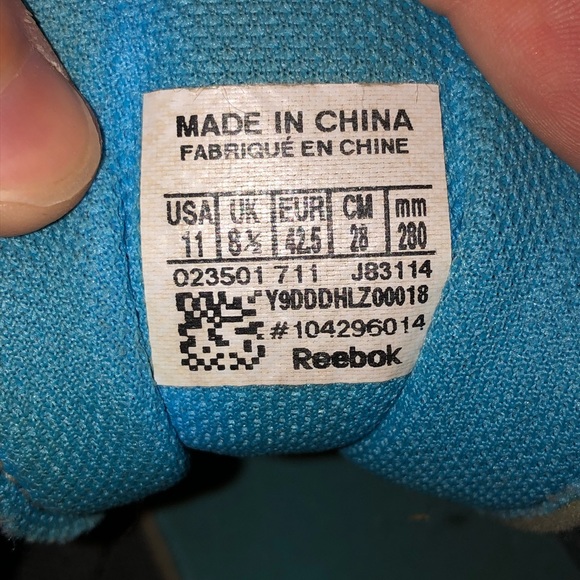 MADE IN CHINA
FABRIQUÉ EN CHINE
USA UK EUR CM mm
11 8½ 42.5 28 280
023501 711 J83114
Y9DDDHLZ00018
#104296014
Reebok